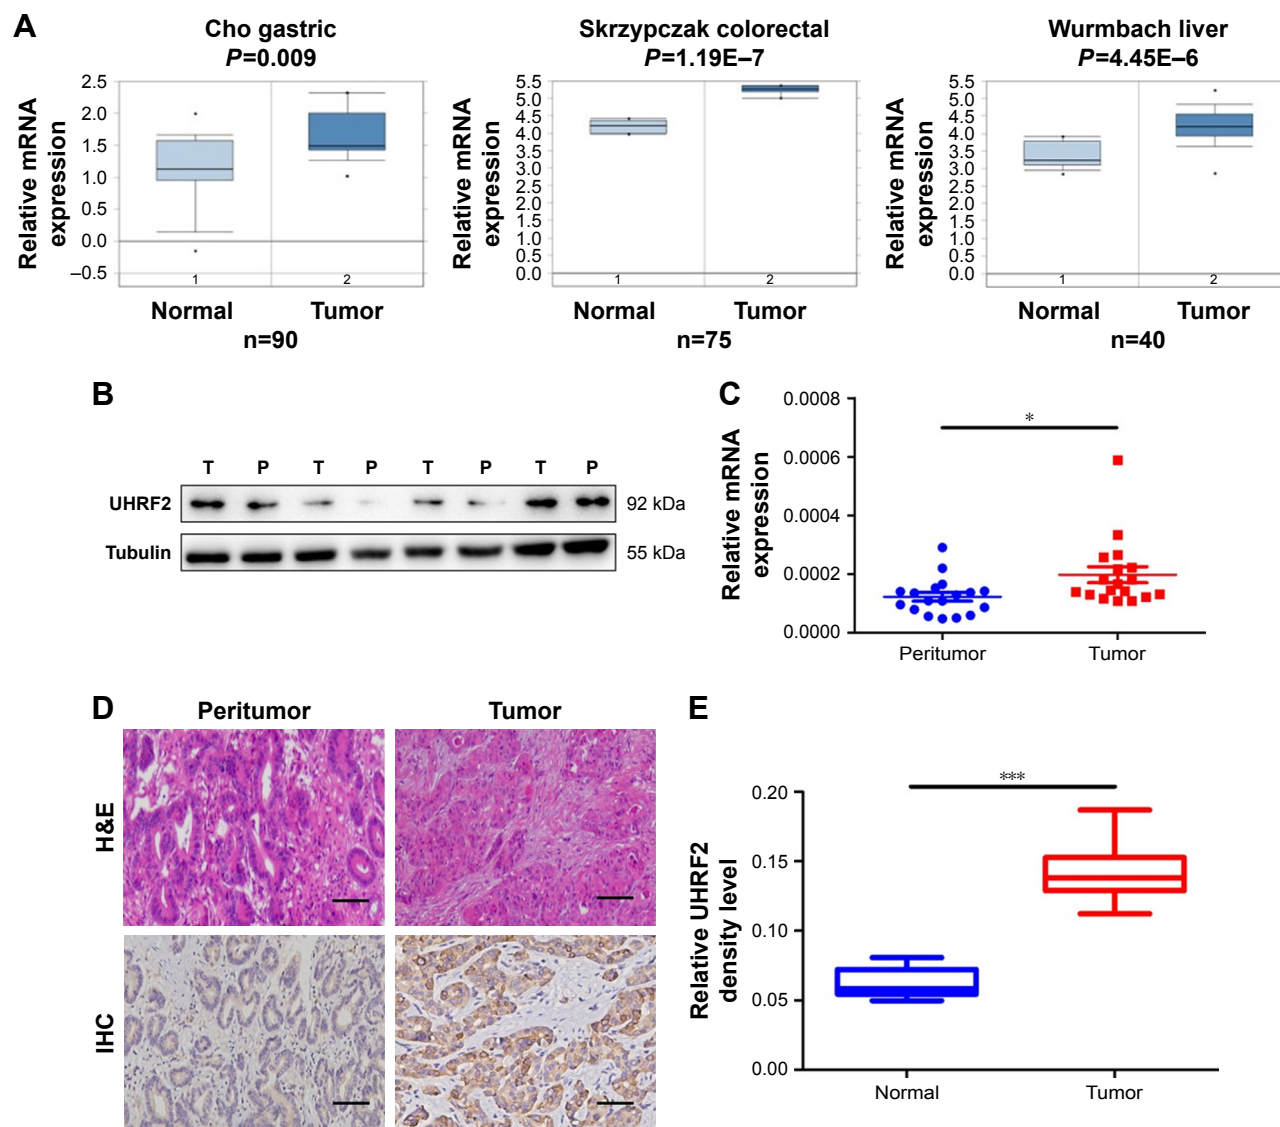 A
Cho gastric
P=0.009
Relative mRNA
expression
2.5
2.0
1.5
1.0
0.5
0.0
–0.5
1
2
Normal
Tumor
n=90
Skrzypczak colorectal
P=1.19E–7
Relative mRNA
expression
5.5
5.0
4.5
4.0
3.5
3.0
2.5
2.0
1.5
1.0
0.5
0.0
1
2
Normal
Tumor
n=75
Wurmbach liver
P=4.45E–6
Relative mRNA
expression
5.5
5.0
4.5
4.0
3.5
3.0
2.5
2.0
1.5
1.0
0.5
0.0
1
2
Normal
Tumor
n=40
B
T P T P T P T P
UHRF2
92 kDa
Tubulin
55 kDa
C
Relative mRNA
expression
0.0008
0.0006
0.0004
0.0002
0.0000
*
Peritumor
Tumor
D
Peritumor
Tumor
H&E
IHC
E
Relative UHRF2
density level
0.20
0.15
0.10
0.05
0.00
***
Normal
Tumor